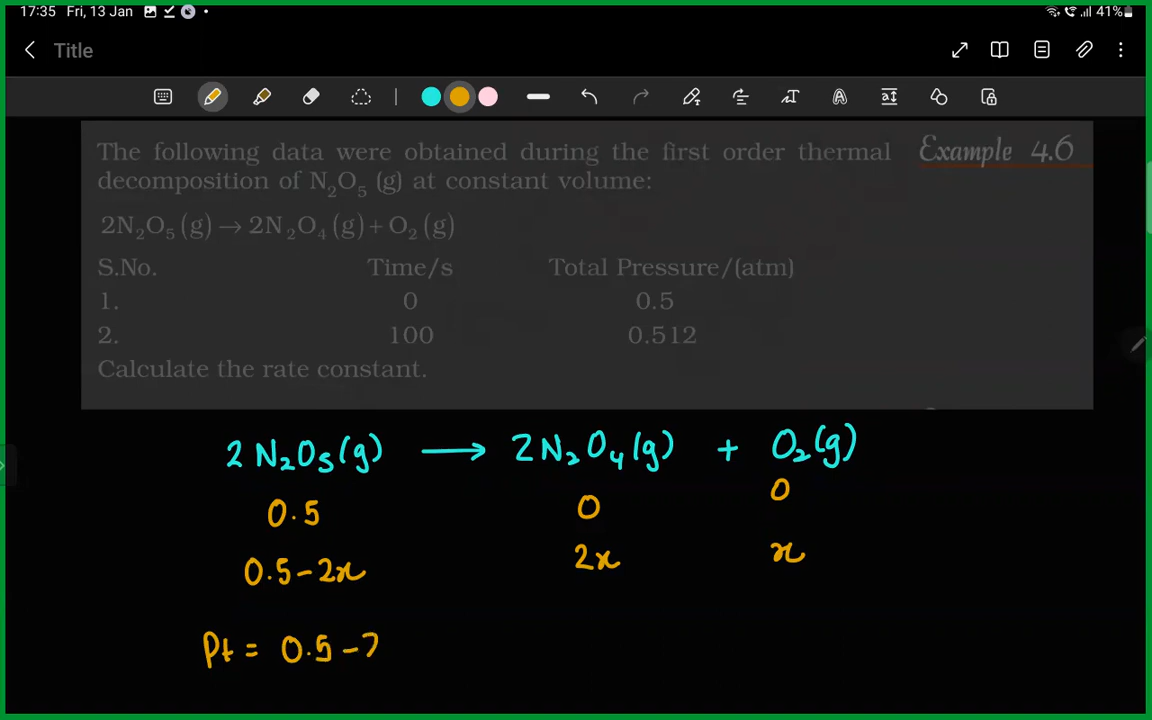 17:35 Fri, 13 Jan 41%
Title
The following data were obtained during the first order thermal Example 4.6
decomposition of N₂O₅ (g) at constant volume:
2N₂O₅(g) → 2N₂O₄(g) + O₂(g)
S.No. Time/s Total Pressure/(atm)
1. 0 0.5
2. 100 0.512
Calculate the rate constant.
2N₂O₅(g) ⟶ 2N₂O₄(g) + O₂(g)
0.5 0 0
0.5-2x 2x x
Pt = 0.5-